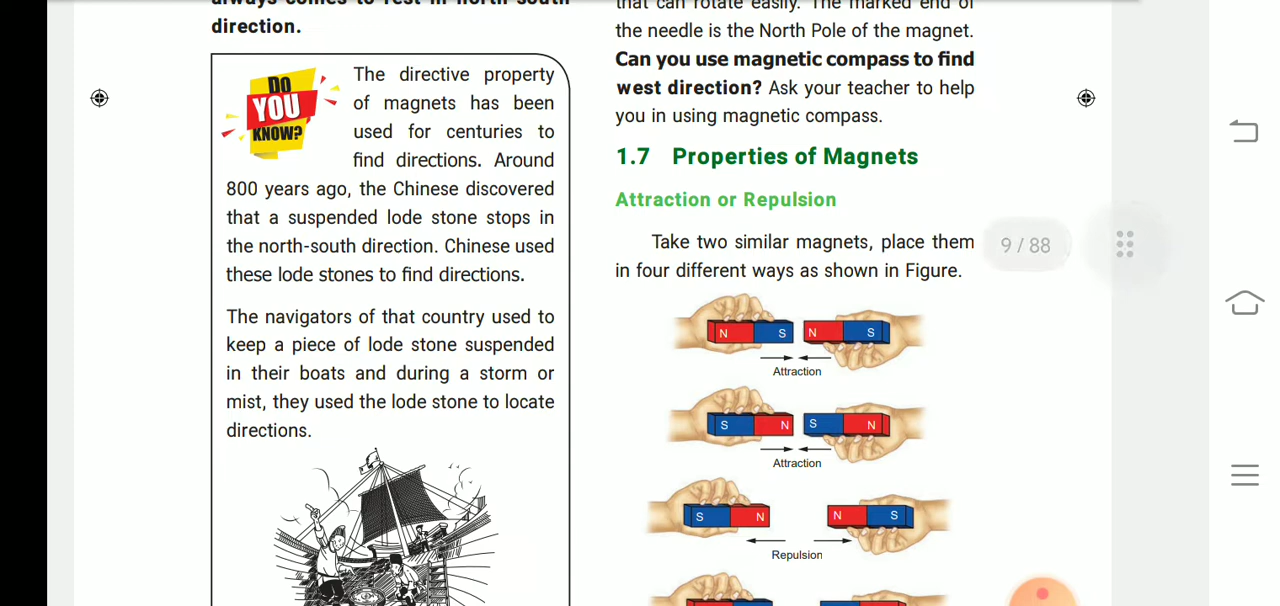 always comes to rest in north-south
direction.
DO
YOU
KNOW?
The directive property
of magnets has been
used for centuries to
find directions. Around
800 years ago, the Chinese discovered
that a suspended lode stone stops in
the north-south direction. Chinese used
these lode stones to find directions.
The navigators of that country used to
keep a piece of lode stone suspended
in their boats and during a storm or
mist, they used the lode stone to locate
directions.
that can rotate easily. The marked end of
the needle is the North Pole of the magnet.
Can you use magnetic compass to find
west direction? Ask your teacher to help
you in using magnetic compass.
1.7 Properties of Magnets
Attraction or Repulsion
Take two similar magnets, place them
in four different ways as shown in Figure.
N S N S
Attraction
S N S N
Attraction
S N N S
Repulsion
9 / 88